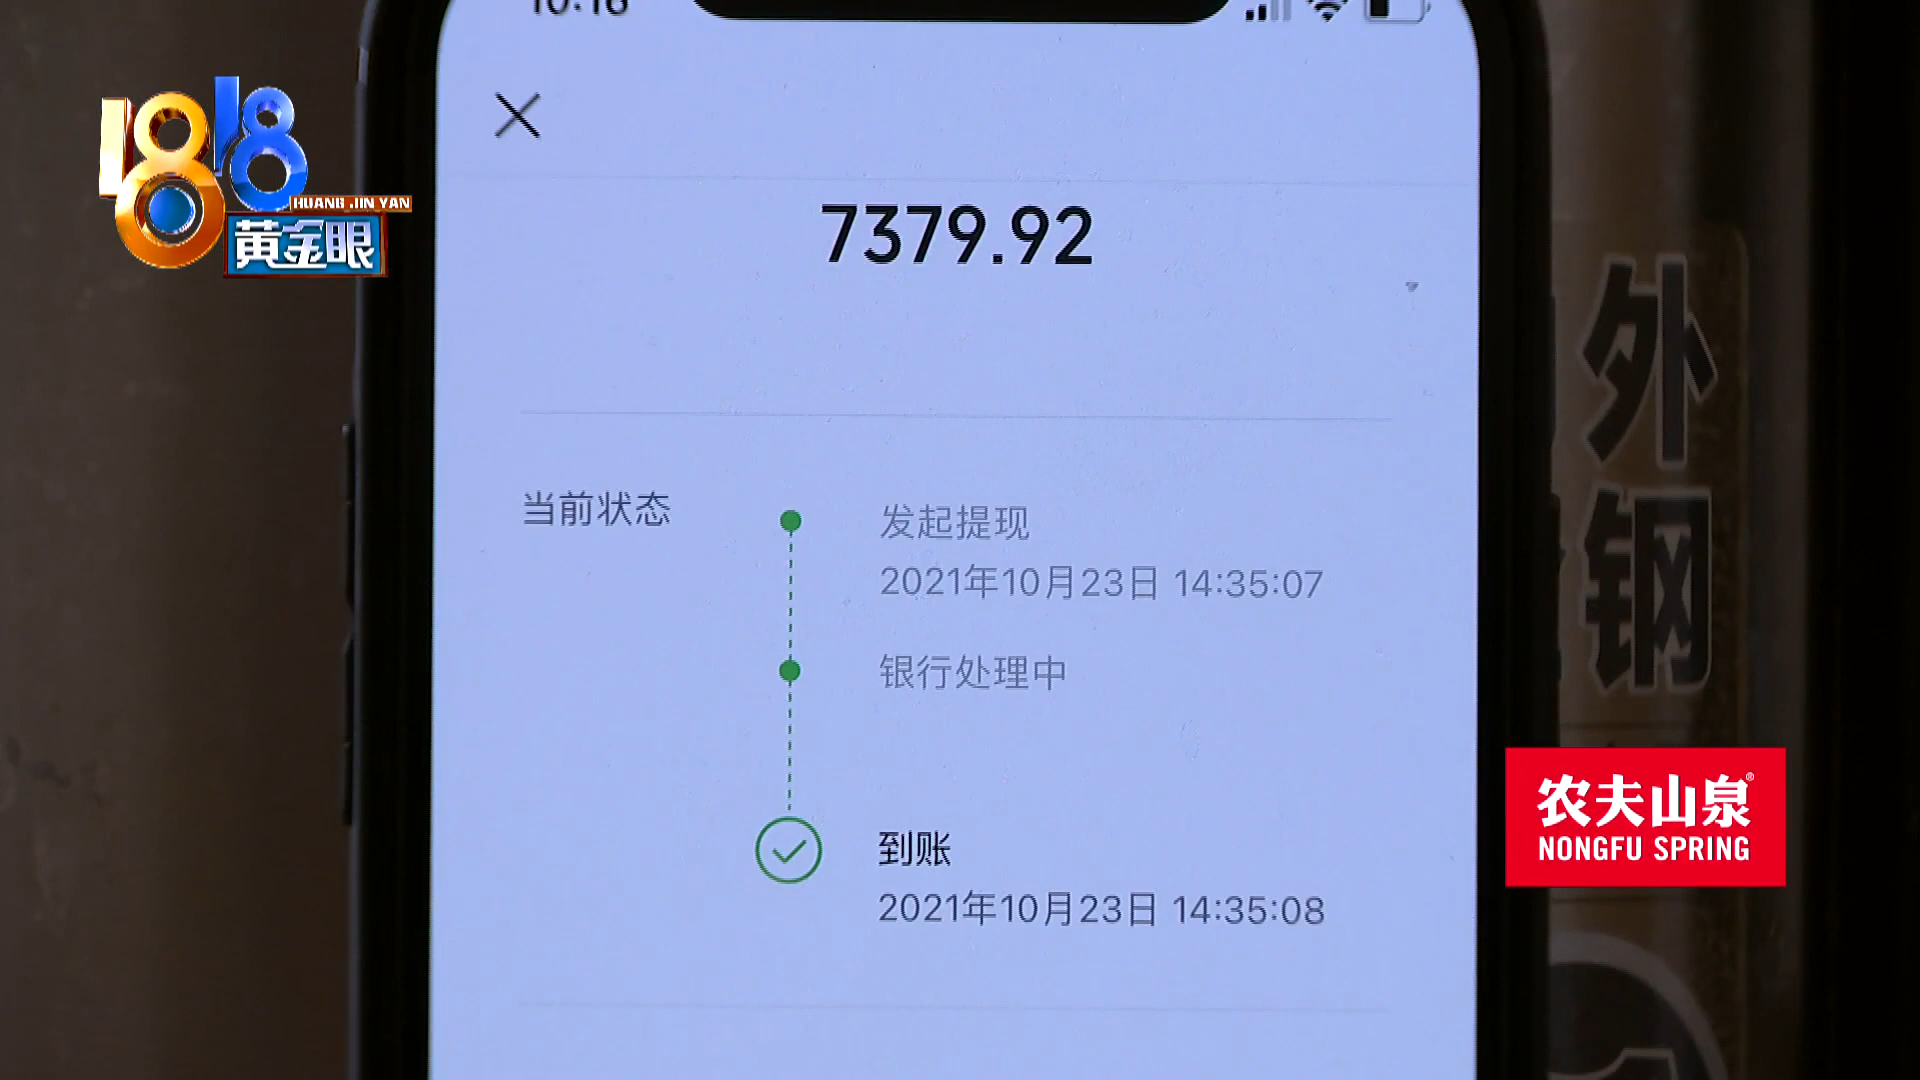 10:16
1818
HUANG JIN YAN
黄金眼
7379.92
当前状态
发起提现
2021年10月23日 14:35:07
银行处理中
到账
2021年10月23日 14:35:08
外
钢
农夫山泉®
NONGFU SPRING